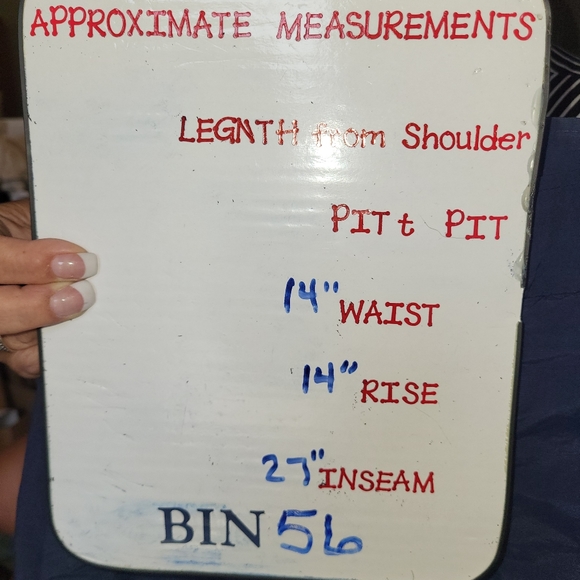 APPROXIMATE MEASUREMENTS
LEGNTH from Shoulder
PIT t PIT
14" WAIST
14" RISE
27" INSEAM
BIN 56